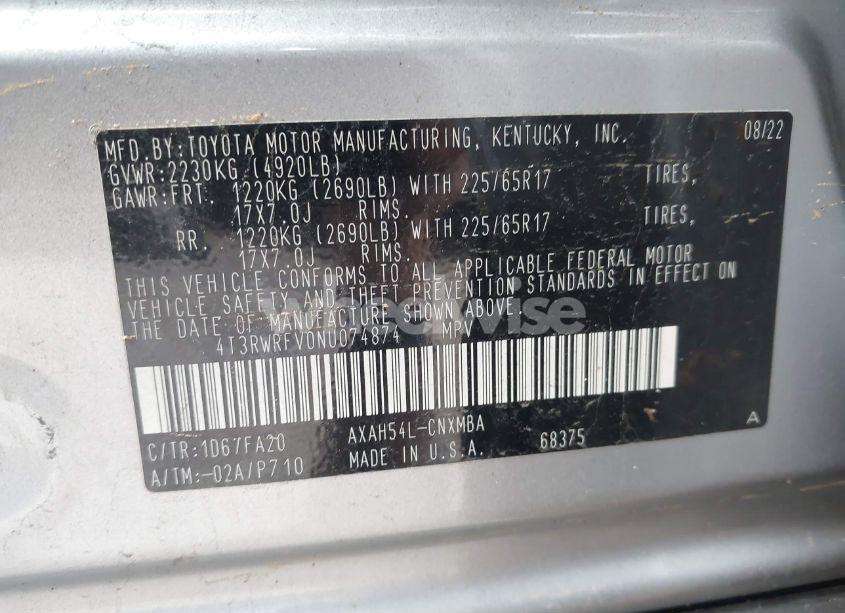 MFD.BY:TOYOTA MOTOR MANUFACTURING, KENTUCKY, INC. 08/22
GVWR:2230KG (4920LB)
GAWR:FRT. 1220KG (2690LB) WITH 225/65R17 TIRES,
17X7.0J RIMS.
RR. 1220KG (2690LB) WITH 225/65R17 TIRES,
17X7.0J RIMS.
THIS VEHICLE CONFORMS TO ALL APPLICABLE FEDERAL MOTOR
VEHICLE SAFETY AND THEFT PREVENTION STANDARDS IN EFFECT ON
THE DATE OF MANUFACTURE SHOWN ABOVE.
4T3RWRFV0NU074874 MPV
C/TR:1D6/FA20 AXAH54L-CNXMBA 68375 A
A/TM:-02A/P710 MADE IN U.S.A.